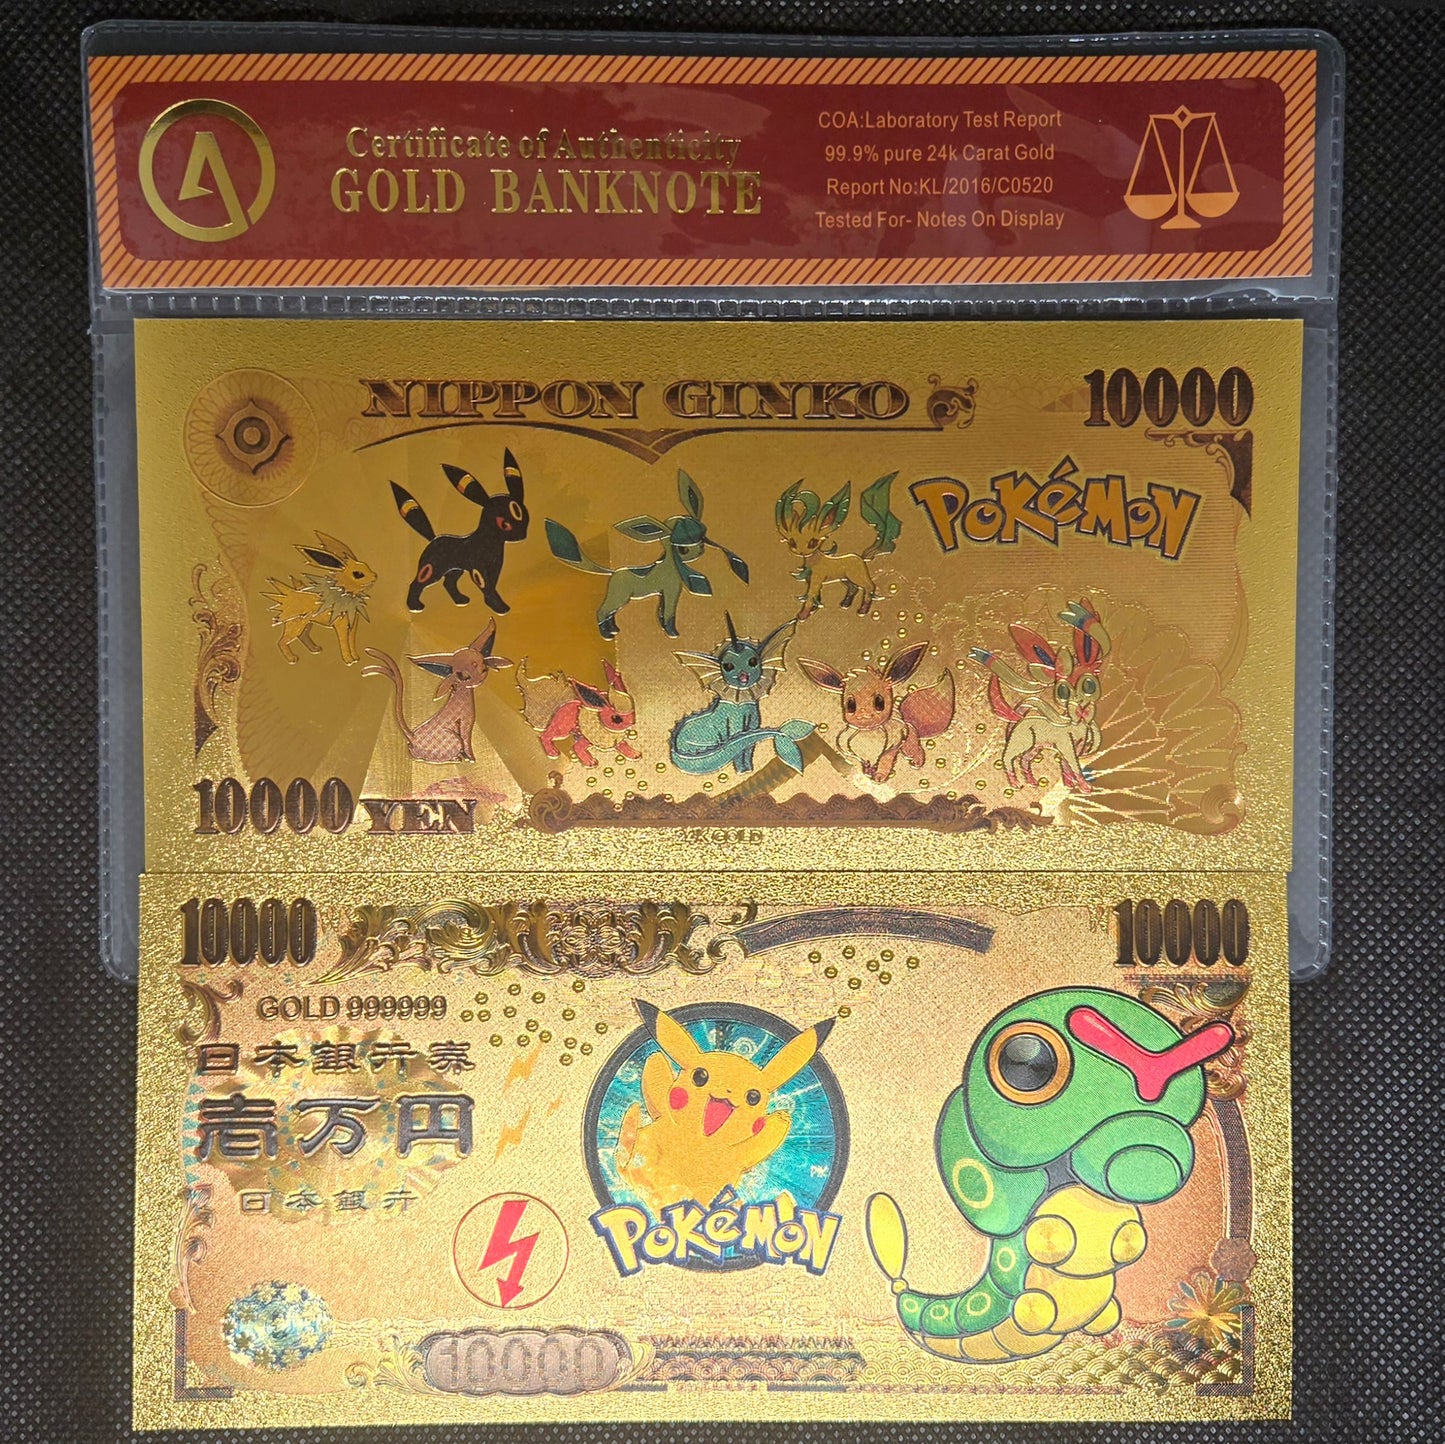 Certificate of Authenticity
GOLD BANKNOTE
COA:Laboratory Test Report
99.9% pure 24k Carat Gold
Report No:KL/2016/C0520
Tested For- Notes On Display
NIPPON GINKO
10000
POKéMON
10000 YEN
10000
10000
GOLD 999999
日本銀行券
壱万円
日本銀行
POKéMON
10000